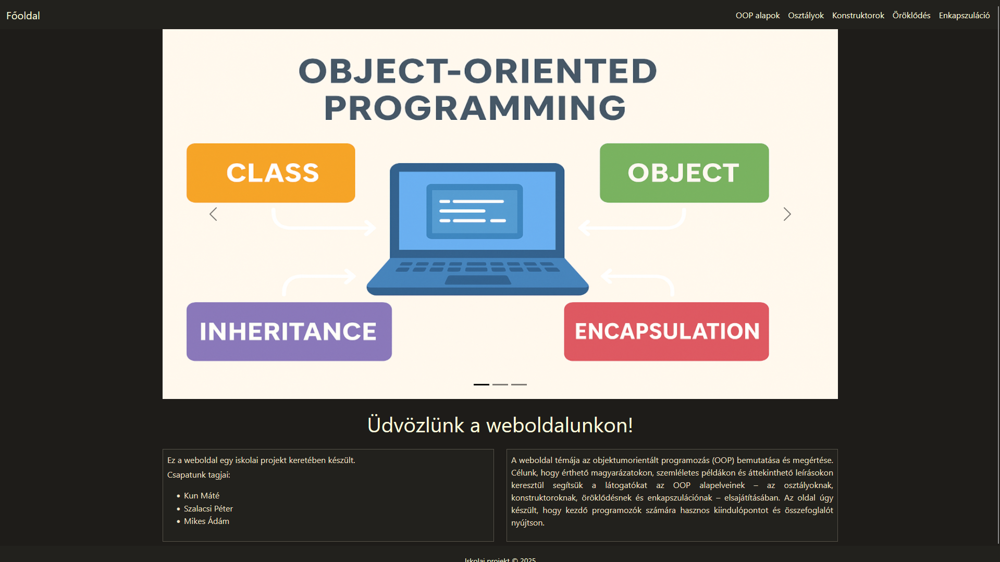 Főoldal
OOP alapok Osztályok Konstruktorok Öröklődés Enkapszuláció
OBJECT-ORIENTED
PROGRAMMING
CLASS
OBJECT
INHERITANCE
ENCAPSULATION
Üdvözlünk a weboldalunkon!
Ez a weboldal egy iskolai projekt keretében készült.
Csapatunk tagjai:
• Kun Máté
• Szalacsi Péter
• Mikes Ádám
A weboldal témája az objektumorientált programozás (OOP) bemutatása és megértése.
Célunk, hogy érthető magyarázatokon, szemléletes példákon és áttekinthető leírásokon
keresztül segítsük a látogatókat az OOP alapelveinek – az osztályoknak,
konstruktoroknak, öröklődésnek és enkapszulációnak – elsajátításában. Az oldal úgy
készült, hogy kezdő programozók számára hasznos kiindulópontot és összefoglalót
nyújtson.
Iskolai projekt © 2025